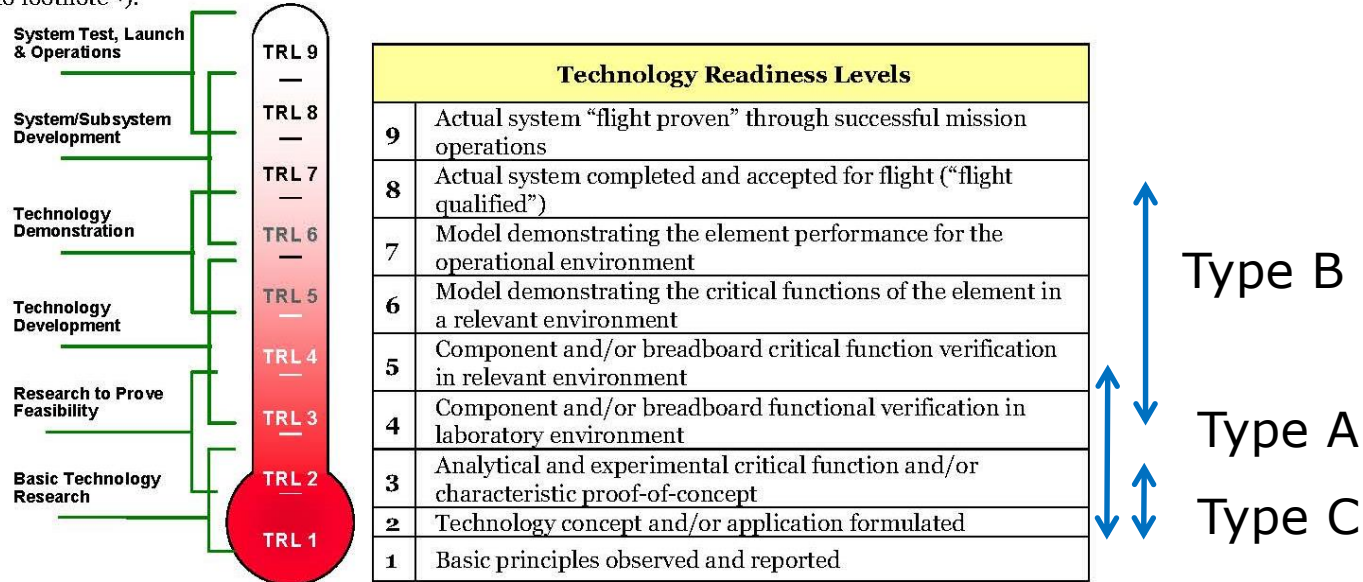 to footnote ⁴).
System Test, Launch
& Operations
System/Subsystem
Development
Technology
Demonstration
Technology
Development
Research to Prove
Feasibility
Basic Technology
Research
TRL 9
TRL 8
TRL 7
TRL 6
TRL 5
TRL 4
TRL 3
TRL 2
TRL 1
Technology Readiness Levels
9 Actual system “flight proven” through successful mission
operations
8 Actual system completed and accepted for flight (“flight
qualified”)
7 Model demonstrating the element performance for the
operational environment
6 Model demonstrating the critical functions of the element in
a relevant environment
5 Component and/or breadboard critical function verification
in relevant environment
4 Component and/or breadboard functional verification in
laboratory environment
3 Analytical and experimental critical function and/or
characteristic proof-of-concept
2 Technology concept and/or application formulated
1 Basic principles observed and reported
Type B
Type A
Type C